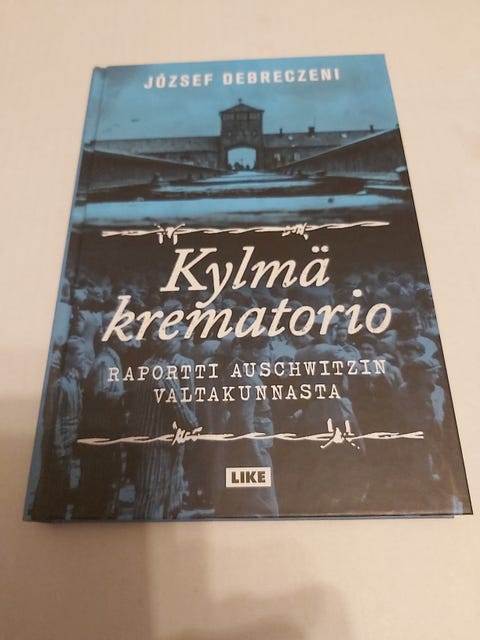 JÓZSEF DEBRECZENI
Kylmä
krematorio
RAPORTTI AUSCHWITZIN
VALTAKUNNASTA
LIKE